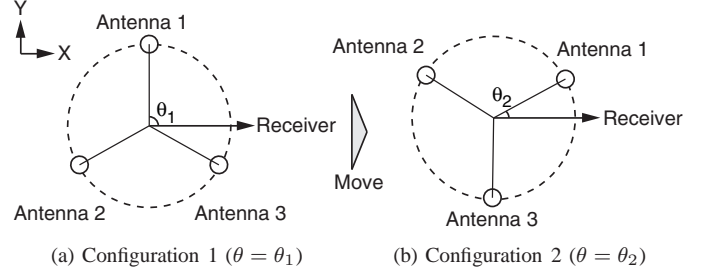 Y
X
Antenna 1
θ1
Receiver
Antenna 2
Antenna 3
(a) Configuration 1 (θ = θ1)
Move
Antenna 2
Antenna 1
θ2
Receiver
Antenna 3
(b) Configuration 2 (θ = θ2)